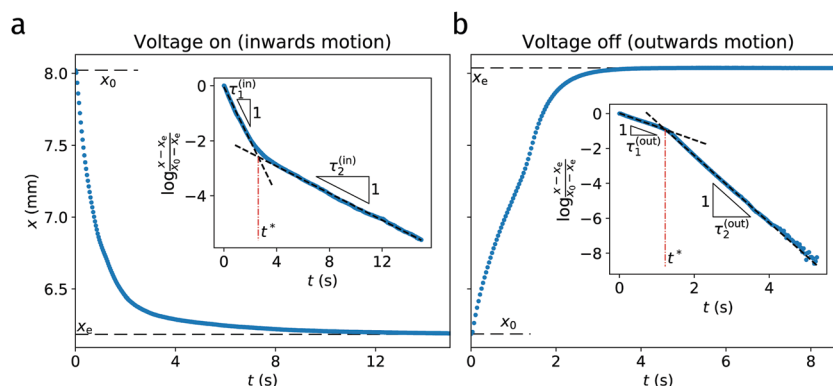 a
Voltage on (inwards motion)
8.0
7.5
7.0
6.5
x (mm)
x₀
xₑ
0
4
8
12
t (s)
0
−2
−4
log (x − xₑ)/(x₀ − xₑ)
τ₁⁽ⁱⁿ⁾
1
τ₂⁽ⁱⁿ⁾
1
t*
0
4
8
12
t (s)
b
Voltage off (outwards motion)
xₑ
x₀
0
2
4
6
8
t (s)
0
−2
−4
−6
−8
log (x − xₑ)/(x₀ − xₑ)
1
τ₁⁽ᵒᵘᵗ⁾
1
τ₂⁽ᵒᵘᵗ⁾
t*
0
2
4
t (s)